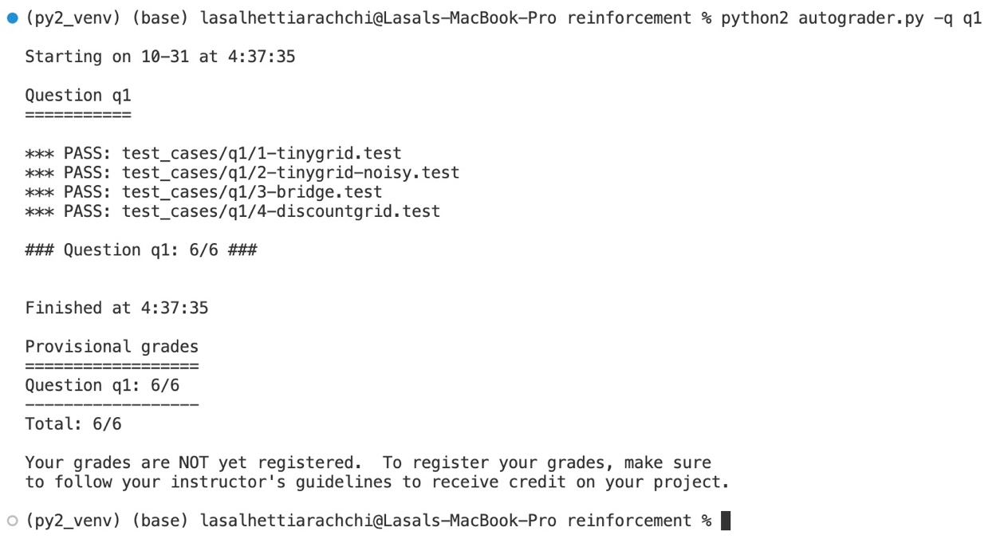 (py2_venv) (base) lasalhettiarachchi@Lasals-MacBook-Pro reinforcement % python2 autograder.py -q q1
Starting on 10-31 at 4:37:35
Question q1
===========
*** PASS: test_cases/q1/1-tinygrid.test
*** PASS: test_cases/q1/2-tinygrid-noisy.test
*** PASS: test_cases/q1/3-bridge.test
*** PASS: test_cases/q1/4-discountgrid.test
### Question q1: 6/6 ###
Finished at 4:37:35
Provisional grades
==================
Question q1: 6/6
------------------
Total: 6/6
Your grades are NOT yet registered.  To register your grades, make sure
to follow your instructor's guidelines to receive credit on your project.
(py2_venv) (base) lasalhettiarachchi@Lasals-MacBook-Pro reinforcement %